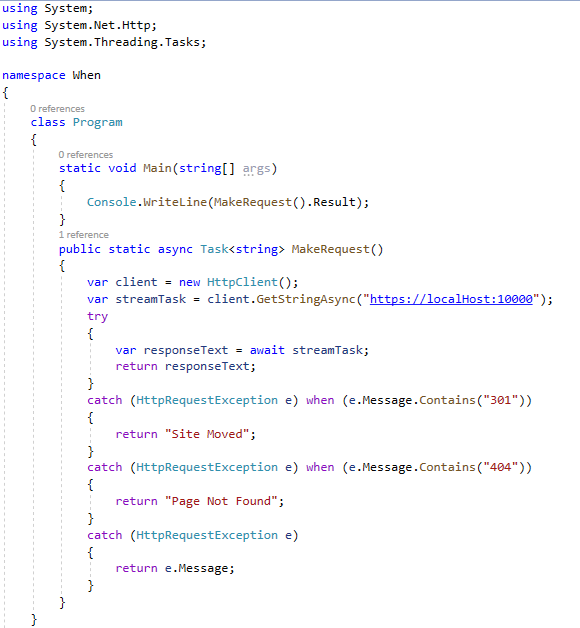 using System;
using System.Net.Http;
using System.Threading.Tasks;

namespace When
{
    0 references
    class Program
    {
        0 references
        static void Main(string[] args)
        {
            Console.WriteLine(MakeRequest().Result);
        }
        1 reference
        public static async Task<string> MakeRequest()
        {
            var client = new HttpClient();
            var streamTask = client.GetStringAsync("https://localHost:10000");
            try
            {
                var responseText = await streamTask;
                return responseText;
            }
            catch (HttpRequestException e) when (e.Message.Contains("301"))
            {
                return "Site Moved";
            }
            catch (HttpRequestException e) when (e.Message.Contains("404"))
            {
                return "Page Not Found";
            }
            catch (HttpRequestException e)
            {
                return e.Message;
            }
        }
    }